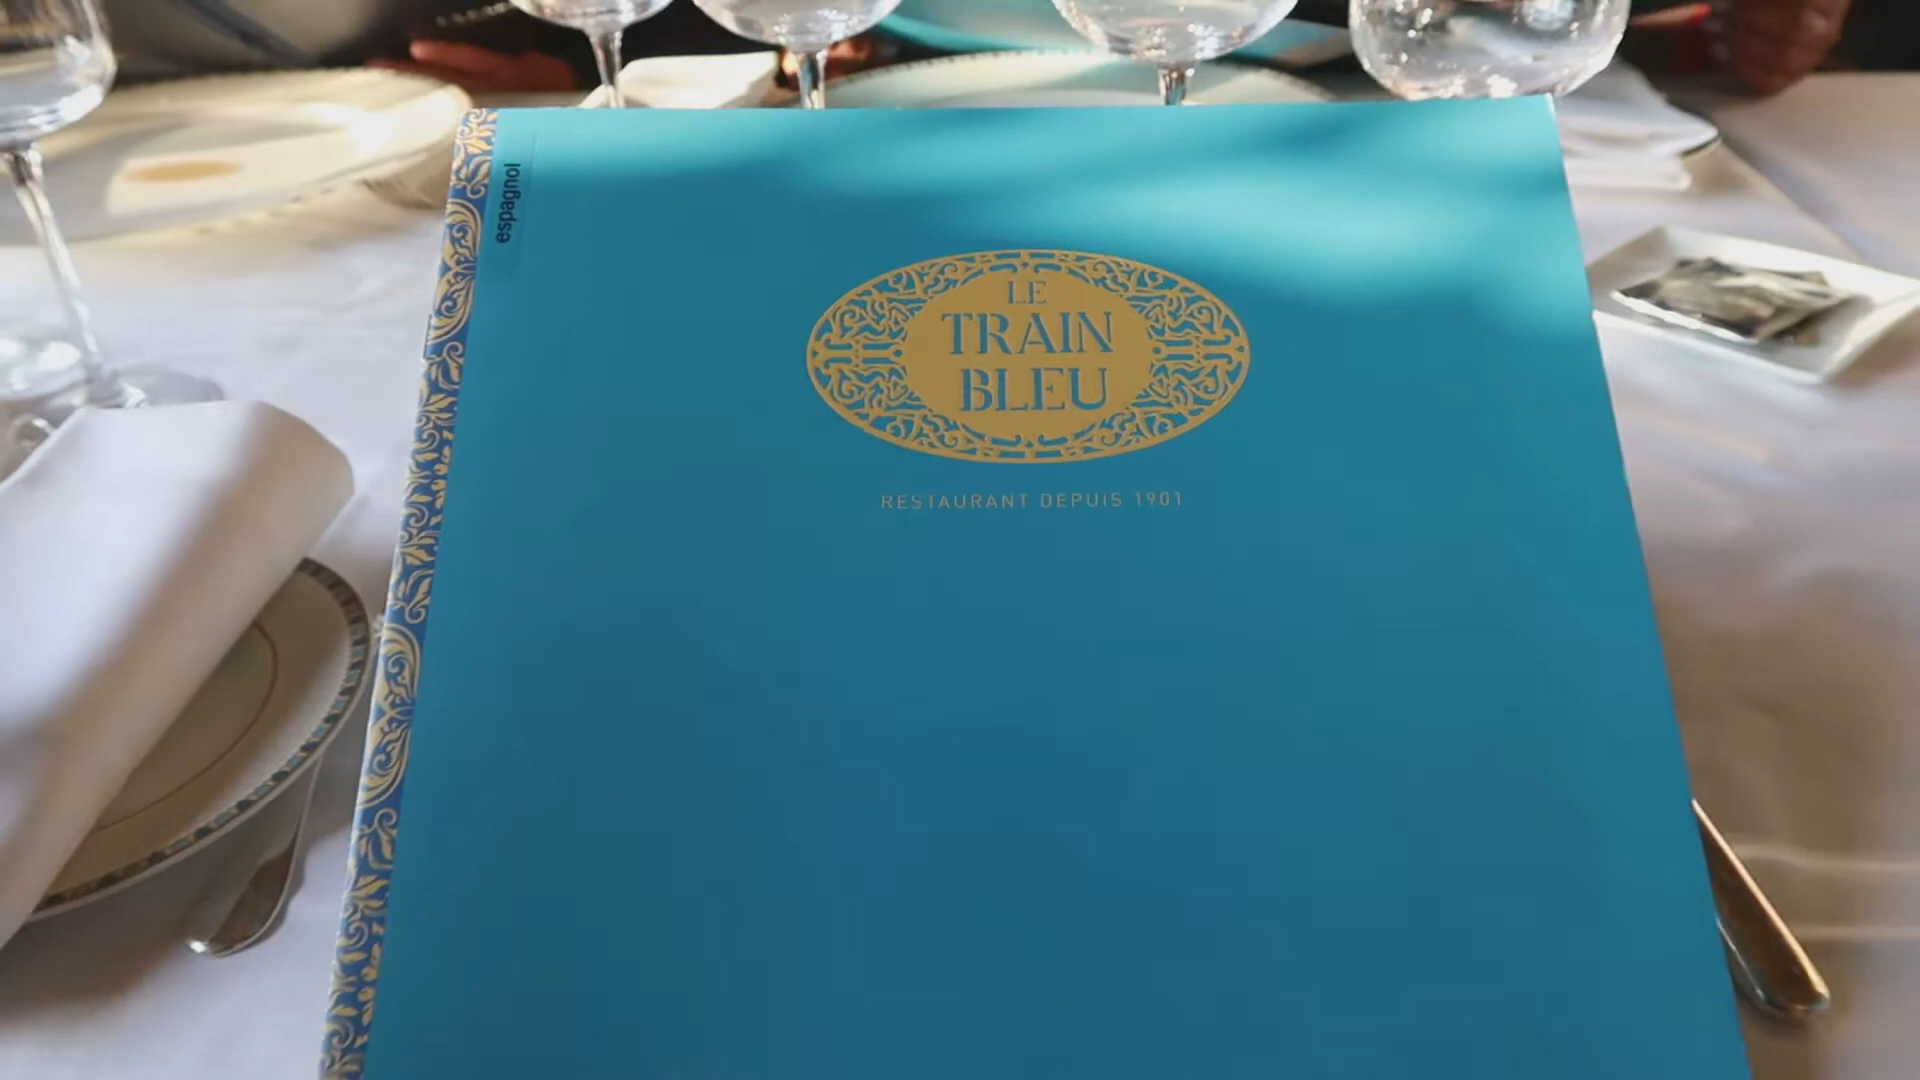 espagnol
LE
TRAIN
BLEU
RESTAURANT DEPUIS 1901